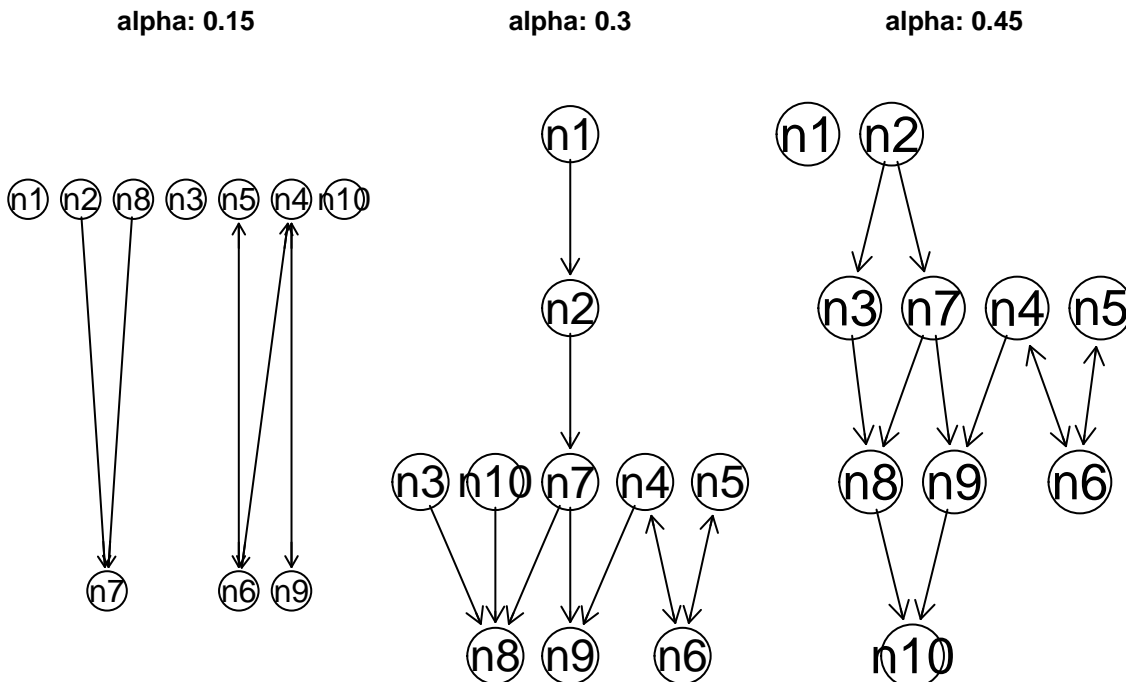 alpha: 0.15
n1 n2 n8 n3 n5 n4 n10
n7 n6 n9
alpha: 0.3
n1
n2
n3 n10 n7 n4 n5
n8 n9 n6
alpha: 0.45
n1 n2
n3 n7 n4 n5
n8 n9 n6
n10